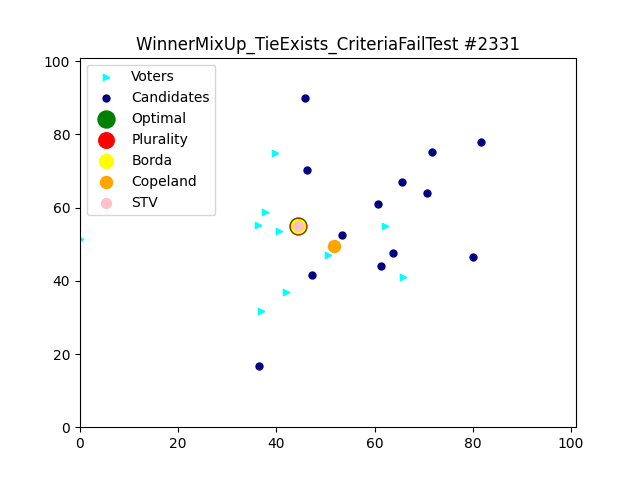 WinnerMixUp_TieExists_CriteriaFailTest #2331
100
80
60
40
20
0
Voters
Candidates
Optimal
Plurality
Borda
Copeland
STV
0 20 40 60 80 100